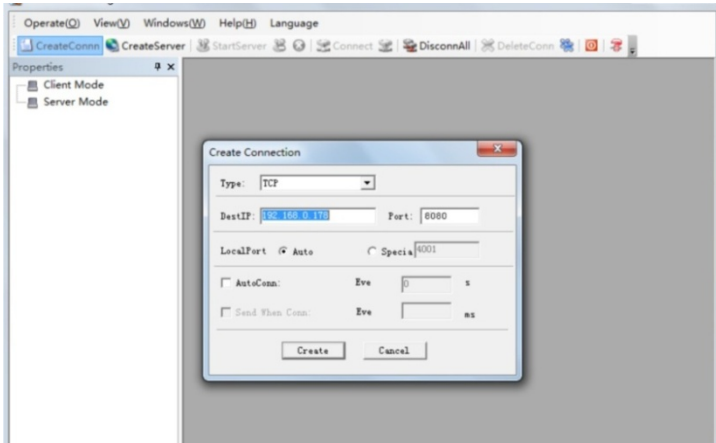 Operate(O) View(V) Windows(W) Help(H) Language
CreateConnn CreateServer StartServer Connect DisconnAll DeleteConn
Properties
Client Mode
Server Mode
Create Connection
Type: TCP
DestIP: 192.168.0.178 Port: 8080
LocalPort Auto Specia 4001
AutoConn: Eve 0 s
Send When Conn: Eve ms
Create Cancel